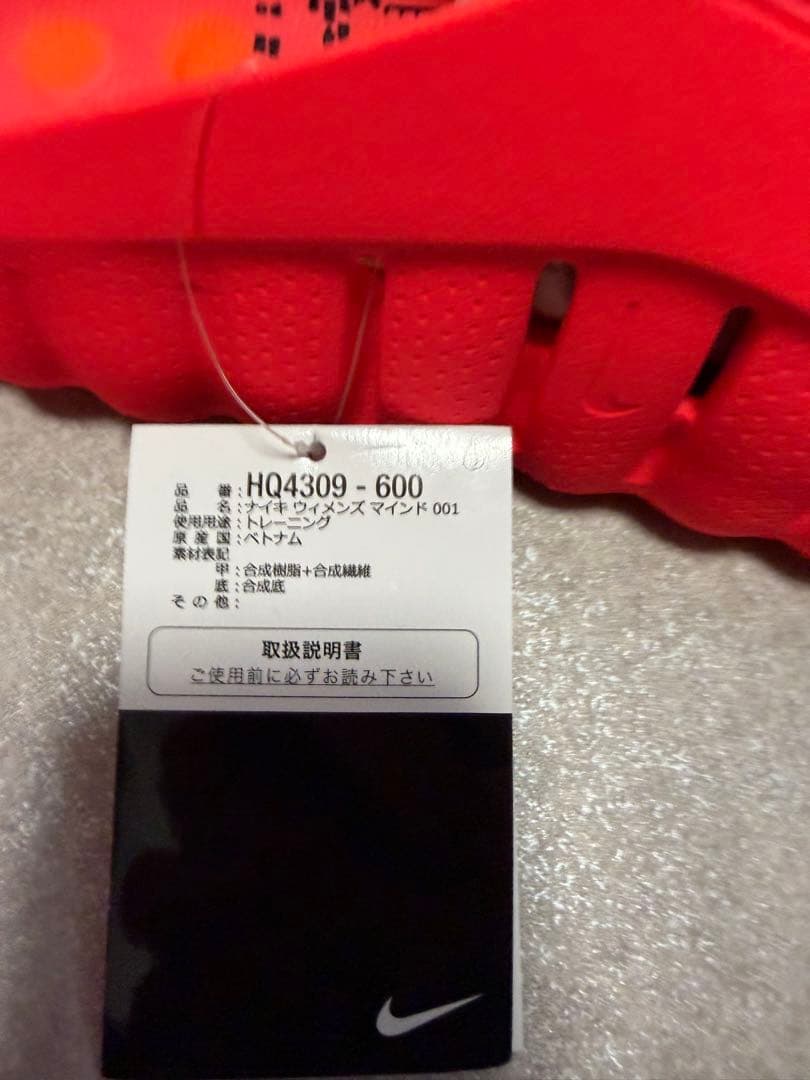 品 番:HQ4309 - 600
品 名:ナイキ ウィメンズ マインド 001
使用用途:トレーニング
原 産 国:ベトナム
素材表記
甲:合成樹脂+合成繊維
底:合成底
そ の 他:
取扱説明書
ご使用前に必ずお読み下さい